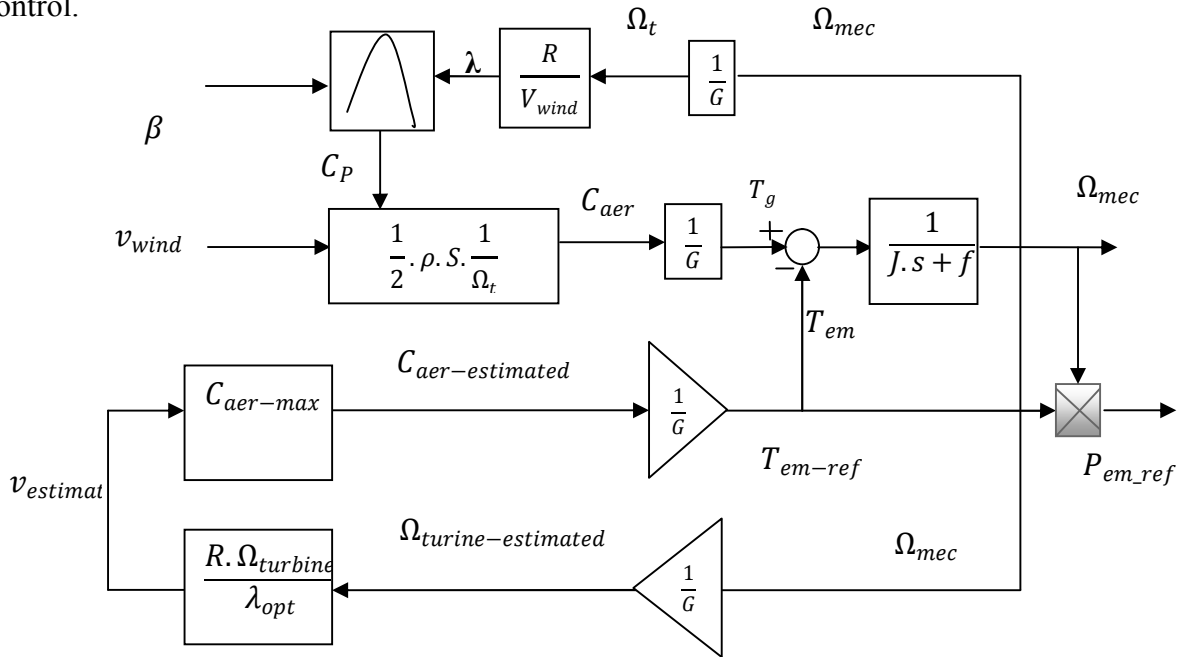 ontrol.
Ω_t
Ω_mec
β
λ
R / V_wind
1/G
C_P
v_wind
1/2 . ρ. S. 1/Ω_t
C_aer
1/G
T_g
+
−
1 / J. s + f
Ω_mec
T_em
C_aer−max
C_aer−estimated
1/G
T_em−ref
P_em_ref
v_estimat
R. Ω_turbine / λ_opt
Ω_turine−estimated
1/G
Ω_mec